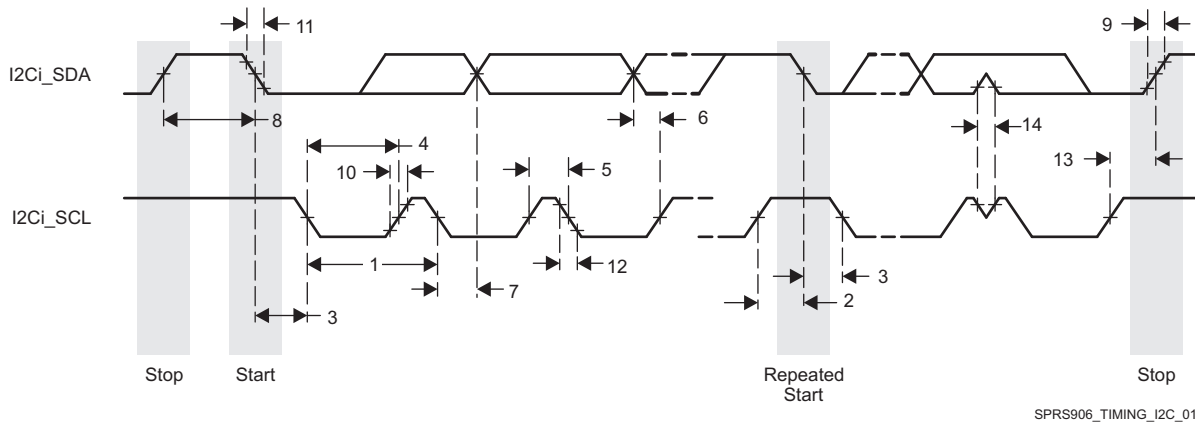 11
9
I2Ci_SDA
8
6
14
4
10
5
13
I2Ci_SCL
1
12
3
7
3
2
Stop
Start
Repeated
Start
Stop
SPRS906_TIMING_I2C_01